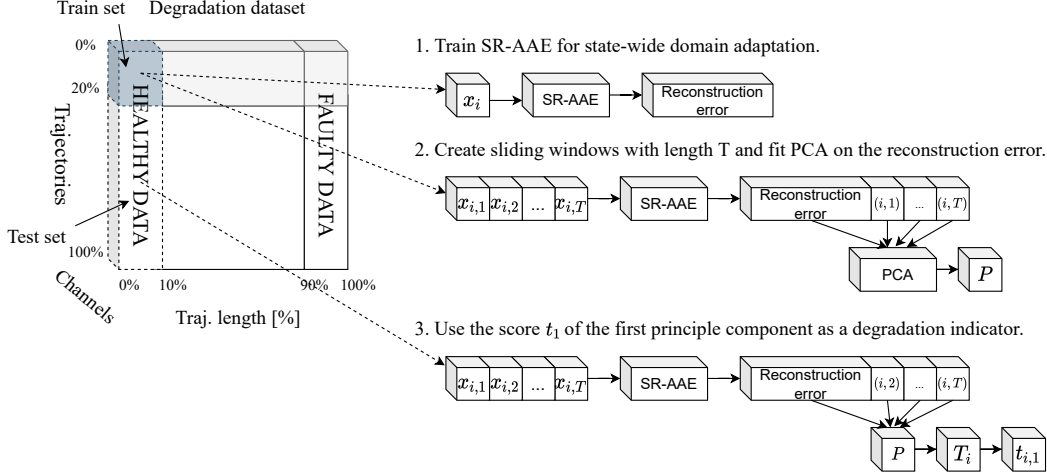 Train set
Degradation dataset
0%
20%
100%
Trajectories
HEALTHY DATA
FAULTY DATA
Test set
Channels
0%
10%
90%
100%
Traj. length [%]
1. Train SR-AAE for state-wide domain adaptation.
x_i
SR-AAE
Reconstruction
error
2. Create sliding windows with length T and fit PCA on the reconstruction error.
x_{i,1} x_{i,2} ... x_{i,T}
SR-AAE
Reconstruction
error
(i, 1) ... (i, T)
PCA
P
3. Use the score t_1 of the first principle component as a degradation indicator.
x_{i,1} x_{i,2} ... x_{i,T}
SR-AAE
Reconstruction
error
(i, 2) ... (i, T)
P
T_i
t_{i,1}